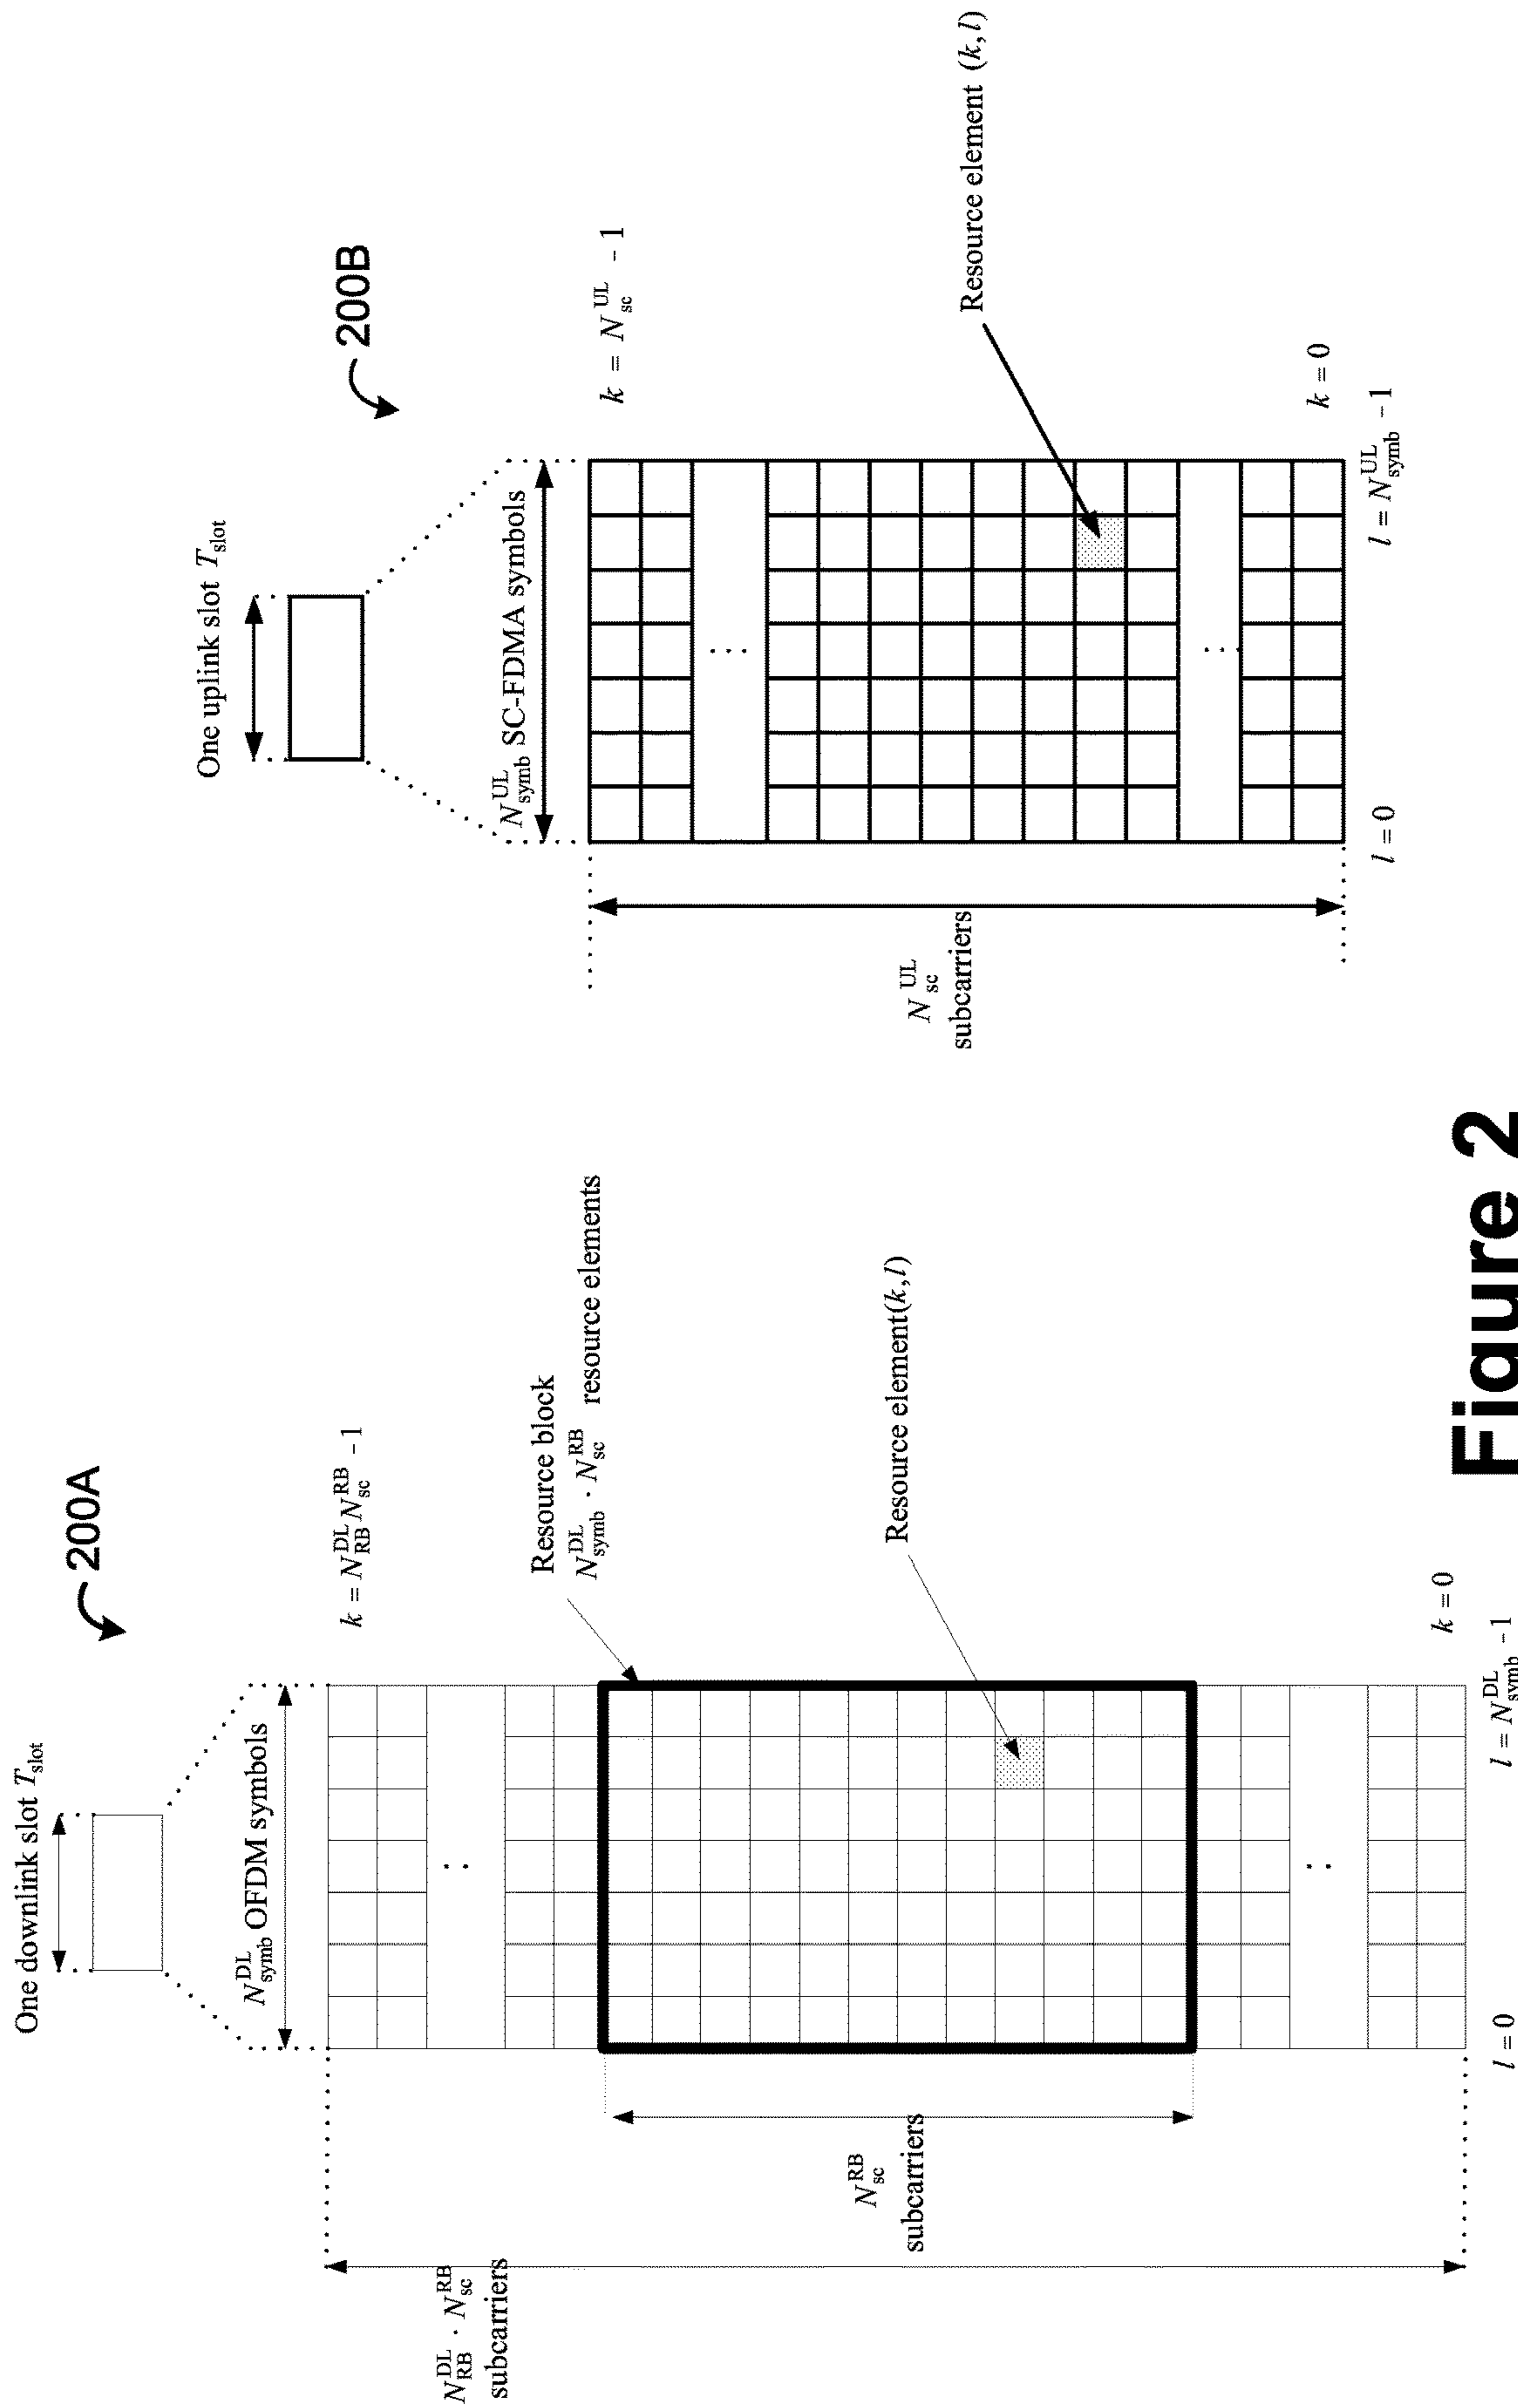 200A
One downlink slot T_slot
N_symb^DL OFDM symbols
k = N_RB^DL N_sc^RB - 1
Resource block
N_symb^DL · N_sc^RB resource elements
N_RB^DL · N_sc^RB
subcarriers
N_sc^RB
subcarriers
Resource element(k,l)
k = 0
l = 0
l = N_symb^DL - 1
200B
One uplink slot T_slot
N_symb^UL SC-FDMA symbols
k = N_sc^UL - 1
N_sc^UL
subcarriers
Resource element (k,l)
k = 0
l = 0
l = N_symb^UL - 1
Figure 2